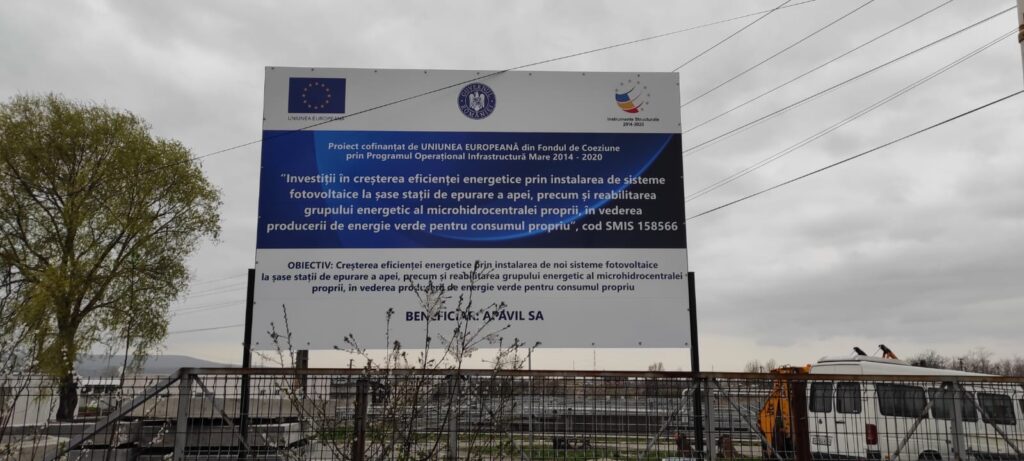 UNIUNEA EUROPEANĂ
GUVERNUL ROMÂNIEI
Instrumente Structurale
2014-2020
Proiect cofinanțat de UNIUNEA EUROPEANĂ din Fondul de Coeziune
prin Programul Operațional Infrastructură Mare 2014 - 2020
“Investiții în creșterea eficienței energetice prin instalarea de sisteme
fotovoltaice la șase stații de epurare a apei, precum și reabilitarea
grupului energetic al microhidrocentralei proprii, în vederea
producerii de energie verde pentru consumul propriu”, cod SMIS 158566
OBIECTIV: Creșterea eficienței energetice prin instalarea de noi sisteme fotovoltaice
la șase stații de epurare a apei, precum și reabilitarea grupului energetic al microhidrocentralei
proprii, în vederea producerii de energie verde pentru consumul propriu
BENEFICIAR: APAVIL SA